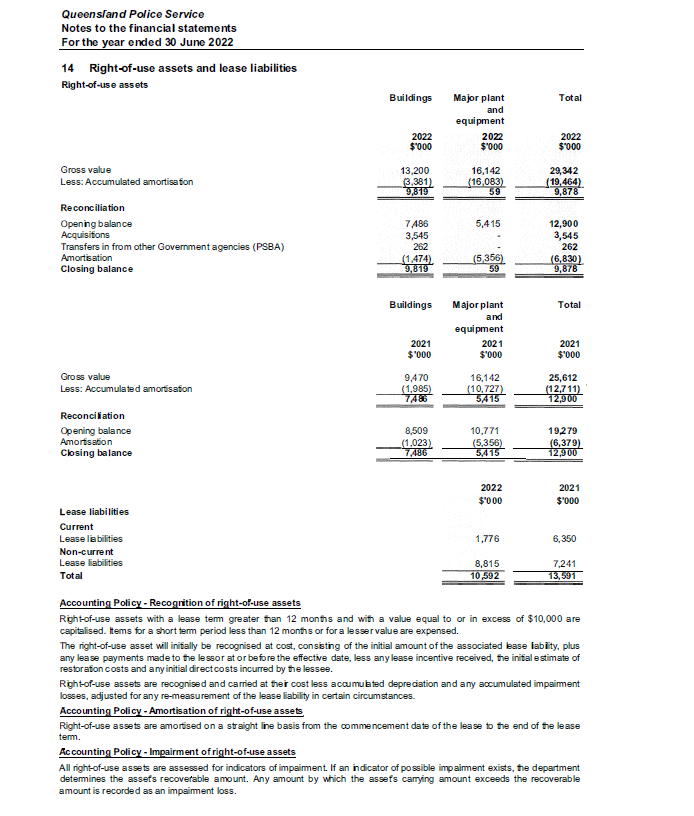 Queensland Police Service
Notes to the financial statements
For the year ended 30 June 2022
14 Right-of-use assets and lease liabilities
Right-of-use assets
Buildings Major plant and equipment Total
2022 2022 2022
$'000 $'000 $'000
Gross value 13,200 16,142 29,342
Less: Accumulated amortisation (3,381) (16,083) (19,464)
9,819 59 9,878
Reconciliation
Opening balance 7,486 5,415 12,900
Acquisitions 3,545 - 3,545
Transfers in from other Government agencies (PSBA) 262 - 262
Amortisation (1,474) (5,356) (6,830)
Closing balance 9,819 59 9,878
Buildings Major plant and equipment Total
2021 2021 2021
$'000 $'000 $'000
Gross value 9,470 16,142 25,612
Less: Accumulated amortisation (1,985) (10,727) (12,711)
7,486 5,415 12,900
Reconciliation
Opening balance 8,509 10,771 19,279
Amortisation (1,023) (5,356) (6,379)
Closing balance 7,486 5,415 12,900
2022 2021
$'000 $'000
Lease liabilities
Current
Lease liabilities 1,776 6,350
Non-current
Lease liabilities 8,815 7,241
Total 10,592 13,591
Accounting Policy - Recognition of right-of-use assets
Right-of-use assets with a lease term greater than 12 months and with a value equal to or in excess of $10,000 are
capitalised. Items for a short term period less than 12 months or for a lesser value are expensed.
The right-of-use asset will initially be recognised at cost, consisting of the initial amount of the associated lease liability, plus
any lease payments made to the lessor at or before the effective date, less any lease incentive received, the initial estimate of
restoration costs and any initial direct costs incurred by the lessee.
Right-of-use assets are recognised and carried at their cost less accumulated depreciation and any accumulated impairment
losses, adjusted for any re-measurement of the lease liability in certain circumstances.
Accounting Policy - Amortisation of right-of-use assets
Right-of-use assets are amortised on a straight line basis from the commencement date of the lease to the end of the lease
term.
Accounting Policy - Impairment of right-of-use assets
All right-of-use assets are assessed for indicators of impairment. If an indicator of possible impairment exists, the department
determines the asset's recoverable amount. Any amount by which the asset's carrying amount exceeds the recoverable
amount is recorded as an impairment loss.